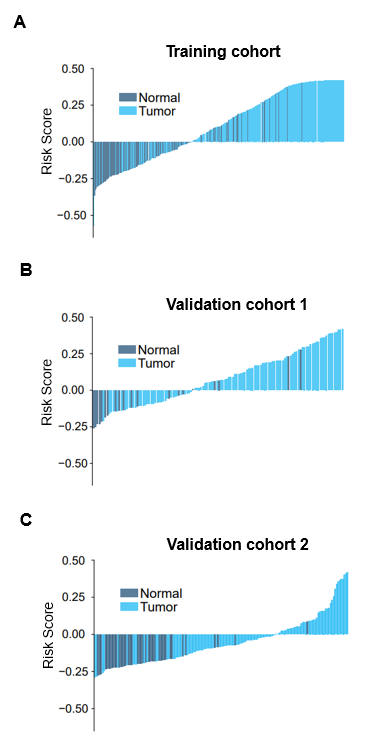 A
Training cohort
0.50
0.25
0.00
−0.25
−0.50
Risk Score
Normal
Tumor
B
Validation cohort 1
0.50
0.25
0.00
−0.25
−0.50
Risk Score
Normal
Tumor
C
Validation cohort 2
0.50
0.25
0.00
−0.25
−0.50
Risk Score
Normal
Tumor